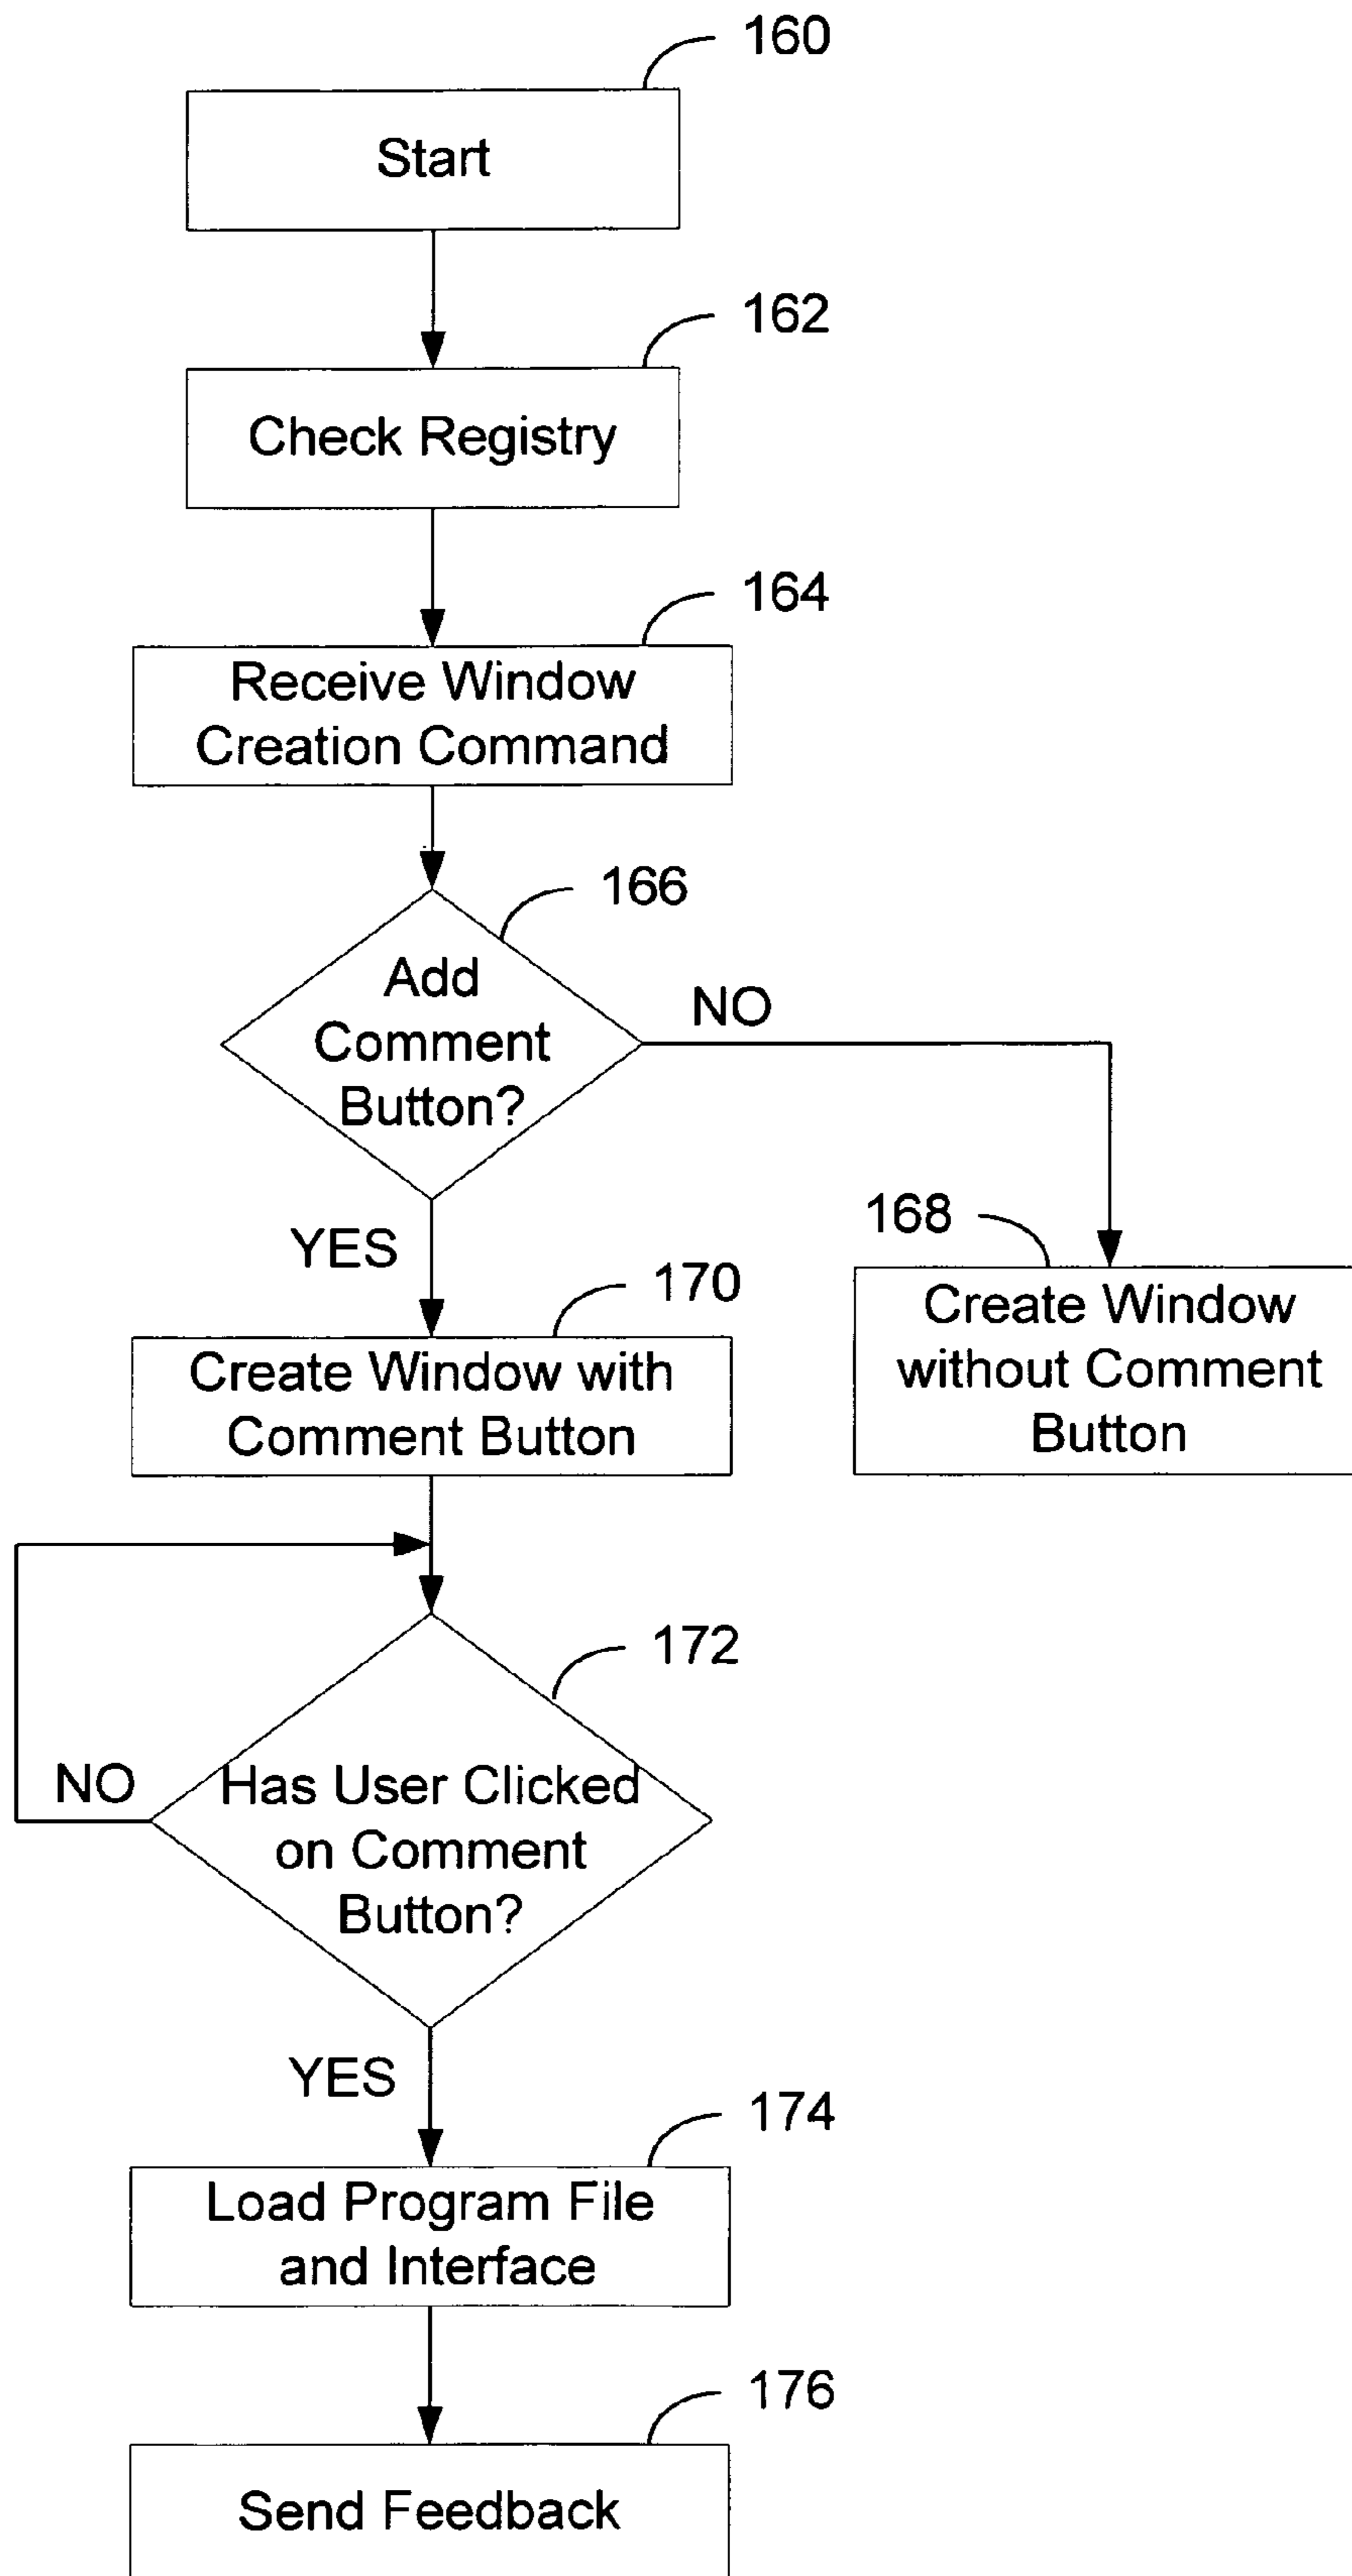 160
Start
162
Check Registry
164
Receive Window
Creation Command
166
Add
Comment
Button?
NO
YES
168
Create Window
without Comment
Button
170
Create Window with
Comment Button
172
Has User Clicked
on Comment
Button?
NO
YES
174
Load Program File
and Interface
176
Send Feedback